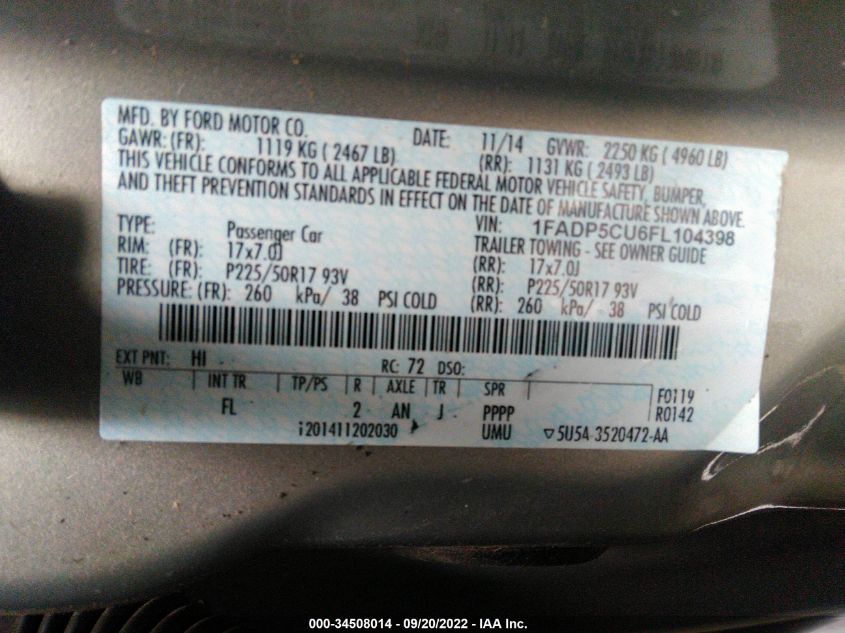 MFD. BY FORD MOTOR CO. DATE: 11/14 GVWR: 2250 KG ( 4960 LB)
GAWR: (FR): 1119 KG ( 2467 LB) (RR): 1131 KG ( 2493 LB)
THIS VEHICLE CONFORMS TO ALL APPLICABLE FEDERAL MOTOR VEHICLE SAFETY, BUMPER,
AND THEFT PREVENTION STANDARDS IN EFFECT ON THE DATE OF MANUFACTURE SHOWN ABOVE.
VIN: 1FADP5CU6FL104398
TYPE: Passenger Car TRAILER TOWING - SEE OWNER GUIDE
RIM: (FR): 17x7.0J (RR): 17x7.0J
TIRE: (FR): P225/50R17 93V (RR): P225/50R17 93V
PRESSURE: (FR): 260 kPa/ 38 PSI COLD (RR): 260 kPa/ 38 PSI COLD
EXT PNT: HI RC: 72 DSO:
WB INT TR TP/PS R AXLE TR SPR F0119
FL 2 AN J PPPP R0142
i201411202030 UMU ▽5U5A-3520472-AA
000-34508014 - 09/20/2022 - IAA Inc.